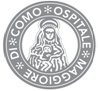 OSPITALE * MAGGIORE * DI * COMO *